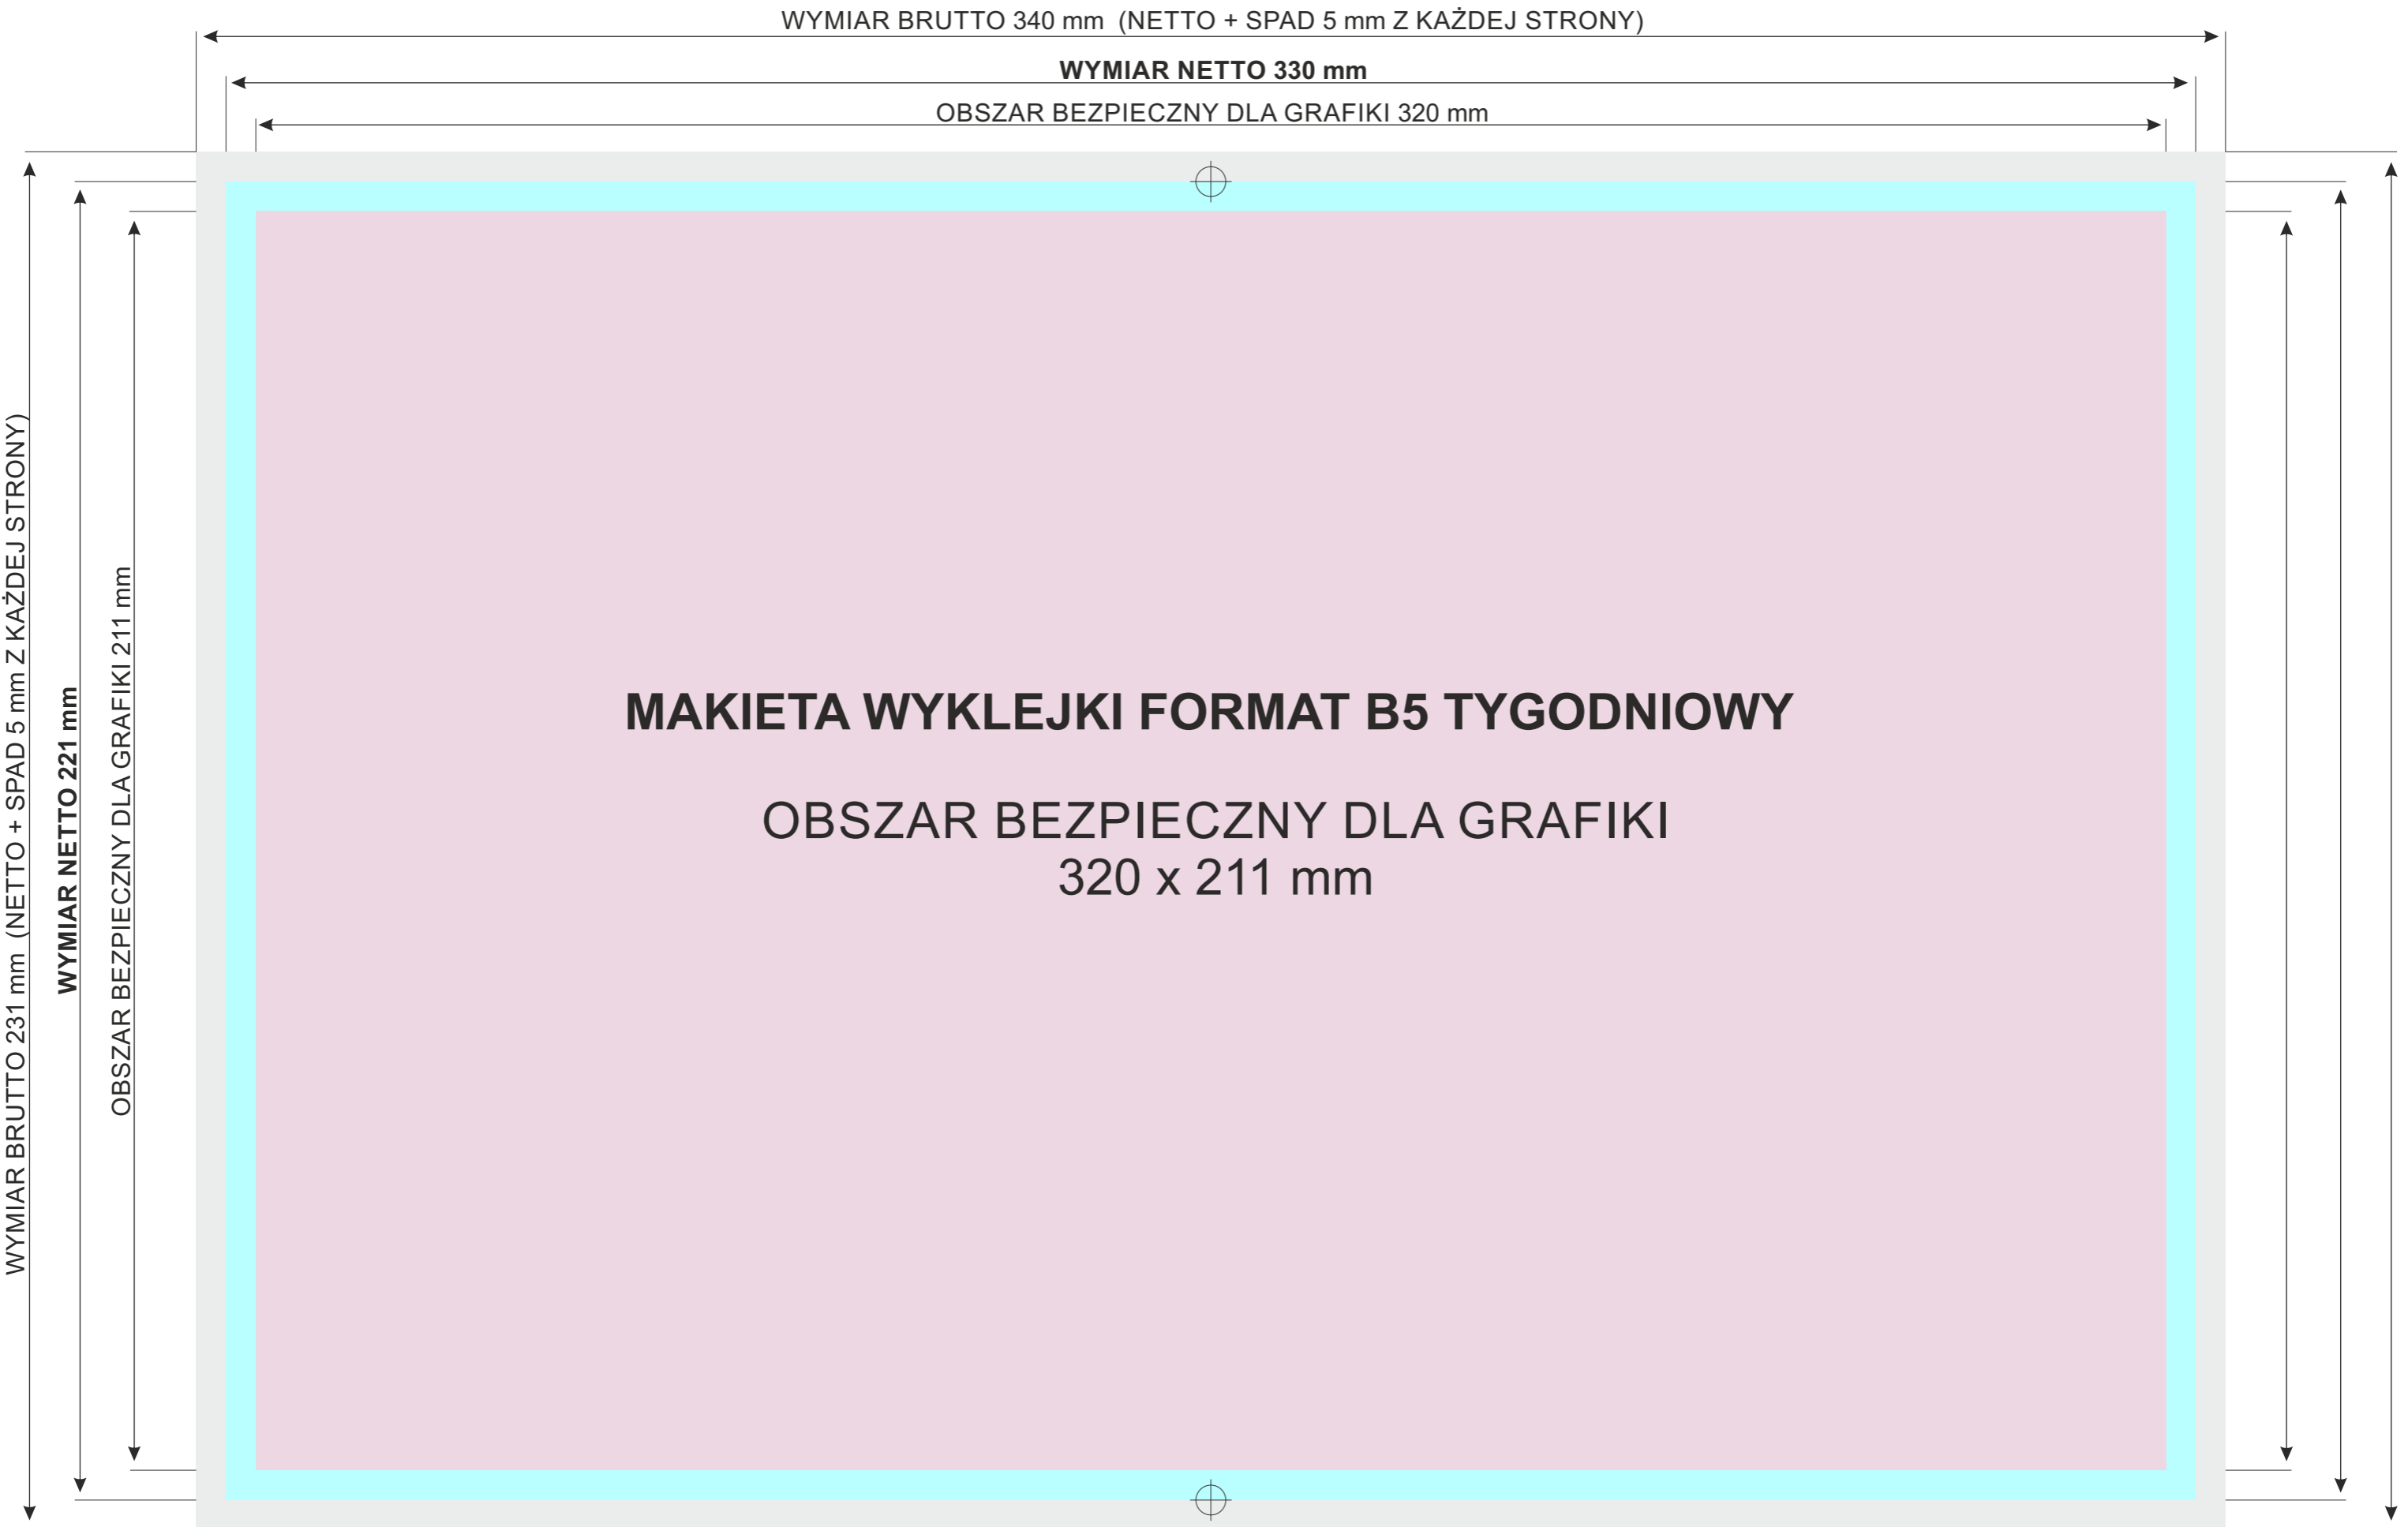 WYMIAR BRUTTO 340 mm  (NETTO + SPAD 5 mm Z KAŻDEJ STRONY)
WYMIAR NETTO 330 mm
OBSZAR BEZPIECZNY DLA GRAFIKI 320 mm
WYMIAR BRUTTO 231 mm  (NETTO + SPAD 5 mm Z KAŻDEJ STRONY)
WYMIAR NETTO 221 mm
OBSZAR BEZPIECZNY DLA GRAFIKI 211 mm
MAKIETA WYKLEJKI FORMAT B5 TYGODNIOWY
OBSZAR BEZPIECZNY DLA GRAFIKI
320 x 211 mm